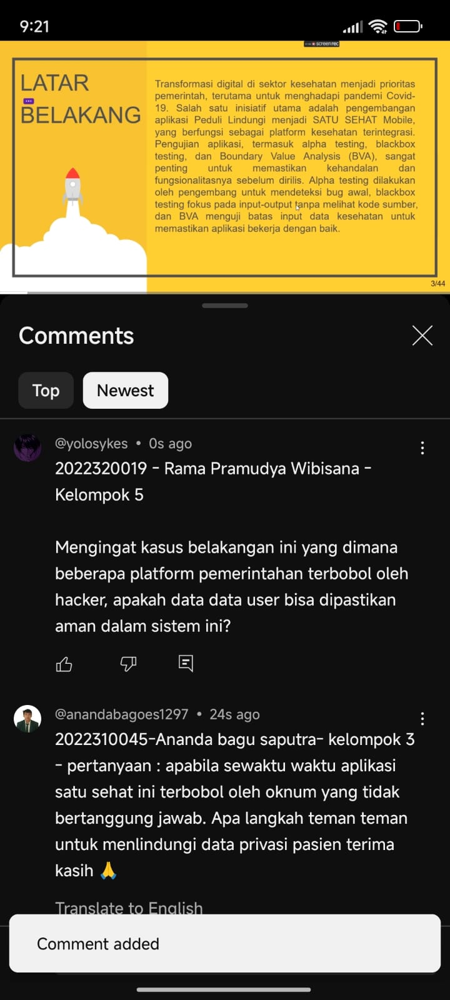 9:21
screenrec
LATAR
BELAKANG
Transformasi digital di sektor kesehatan menjadi prioritas
pemerintah, terutama untuk menghadapi pandemi Covid-
19. Salah satu inisiatif utama adalah pengembangan
aplikasi Peduli Lindungi menjadi SATU SEHAT Mobile,
yang berfungsi sebagai platform kesehatan terintegrasi.
Pengujian aplikasi, termasuk alpha testing, blackbox
testing, dan Boundary Value Analysis (BVA), sangat
penting untuk memastikan kehandalan dan
fungsionalitasnya sebelum dirilis. Alpha testing dilakukan
oleh pengembang untuk mendeteksi bug awal, blackbox
testing fokus pada input-output tanpa melihat kode sumber,
dan BVA menguji batas input data kesehatan untuk
memastikan aplikasi bekerja dengan baik.
3/44
Comments
Top
Newest
@yolosykes • 0s ago
2022320019 - Rama Pramudya Wibisana -
Kelompok 5
Mengingat kasus belakangan ini yang dimana
beberapa platform pemerintahan terbobol oleh
hacker, apakah data data user bisa dipastikan
aman dalam sistem ini?
@anandabagoes1297 • 24s ago
2022310045-Ananda bagu saputra- kelompok 3
- pertanyaan : apabila sewaktu waktu aplikasi
satu sehat ini terbobol oleh oknum yang tidak
bertanggung jawab. Apa langkah teman teman
untuk menlindungi data privasi pasien terima
kasih 🙏
Translate to English
Comment added